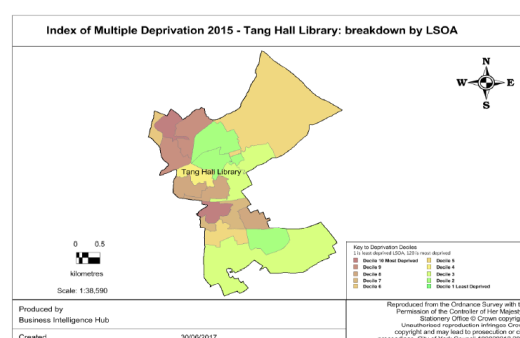 Index of Multiple Deprivation 2015 - Tang Hall Library: breakdown by LSOA
N
W E
S
Tang Hall Library
0 0.5
kilometres
Scale: 1:38,590
Key to Deprivation Deciles
Decile 10 Most Deprived
Decile 9
Decile 8
Decile 7
Decile 6
Decile 5
Decile 4
Decile 3
Decile 2
Decile 1 Least Deprived
Produced by
Business Intelligence Hub
Created 30/06/2017
Reproduced from the Ordnance Survey with t
Permission of the Controller of Her Majesty
Stationery Office © Crown copyrig
Unauthorised reproduction infringes Crow
copyright and may lead to prosecution or c